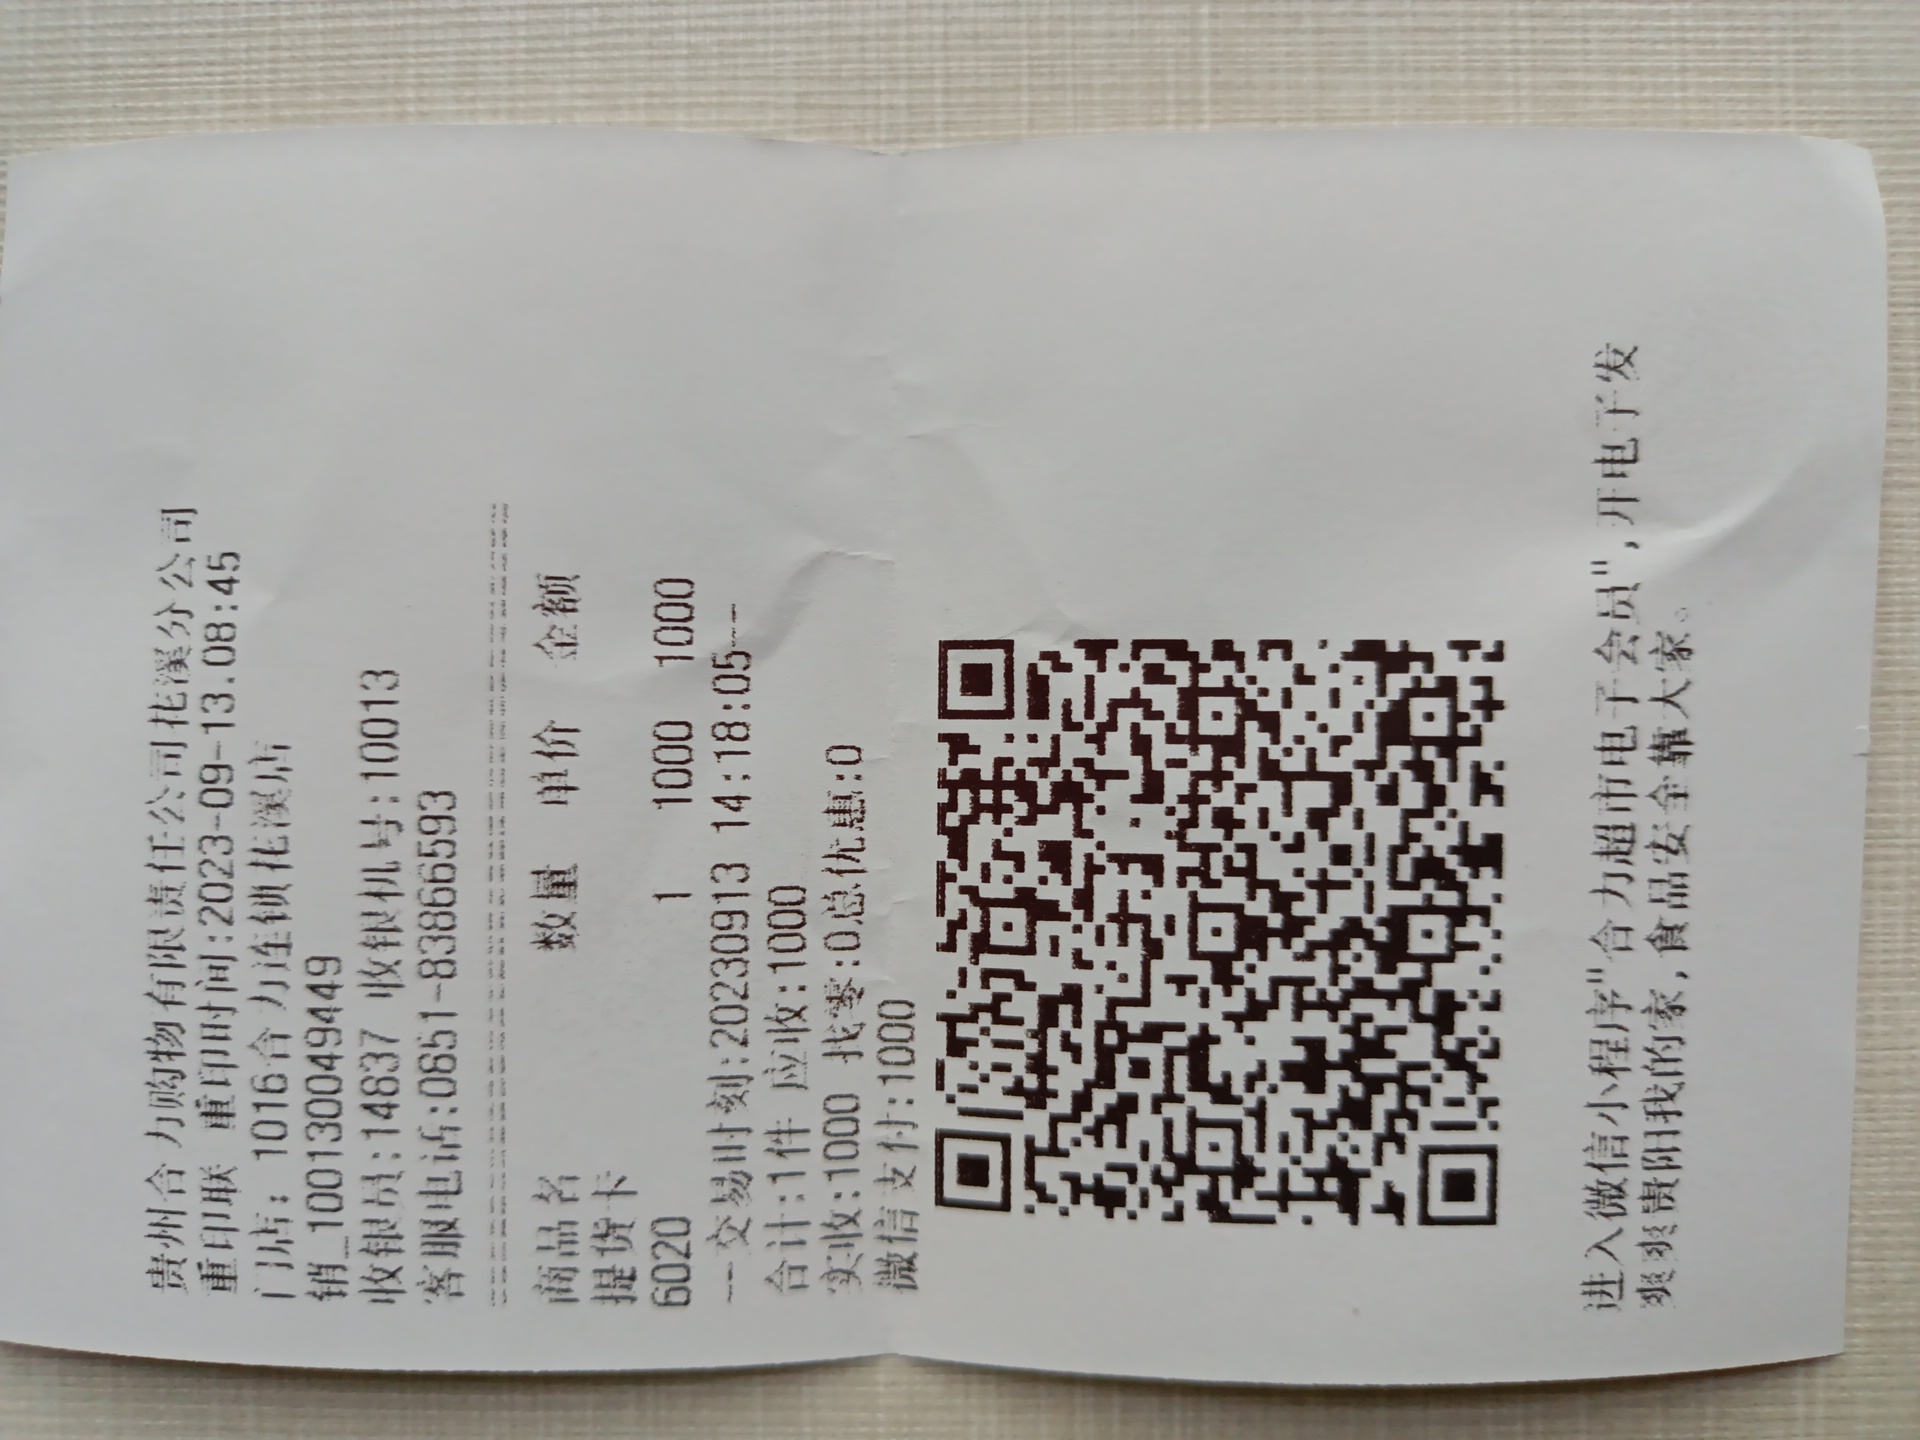 贵州合力购物有限责任公司花溪分公司
重印联 重印时间:2023-09-13.08:45
门店: 1016合力连锁花溪店
销_100130049449
收银员:14837 收银机号:10013
客服电话:0851-83866593
商品名 数量 单价 金额
提货卡
6020 1 1000 1000
--交易时刻:20230913 14:18:05--
合计:1件 应收:1000
实收:1000 找零:0总优惠:0
微信支付:1000
进入微信小程序"合力超市电子会员",开电子发
爽爽贵阳我的家,食品安全靠大家。